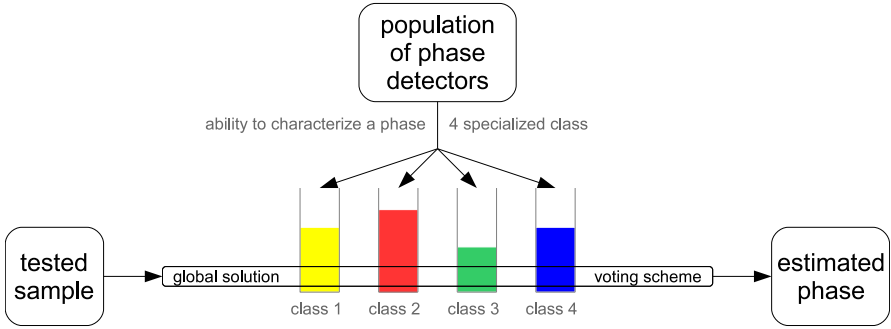 population
of phase
detectors
ability to characterize a phase
4 specialized class
tested
sample
global solution
voting scheme
estimated
phase
class 1
class 2
class 3
class 4